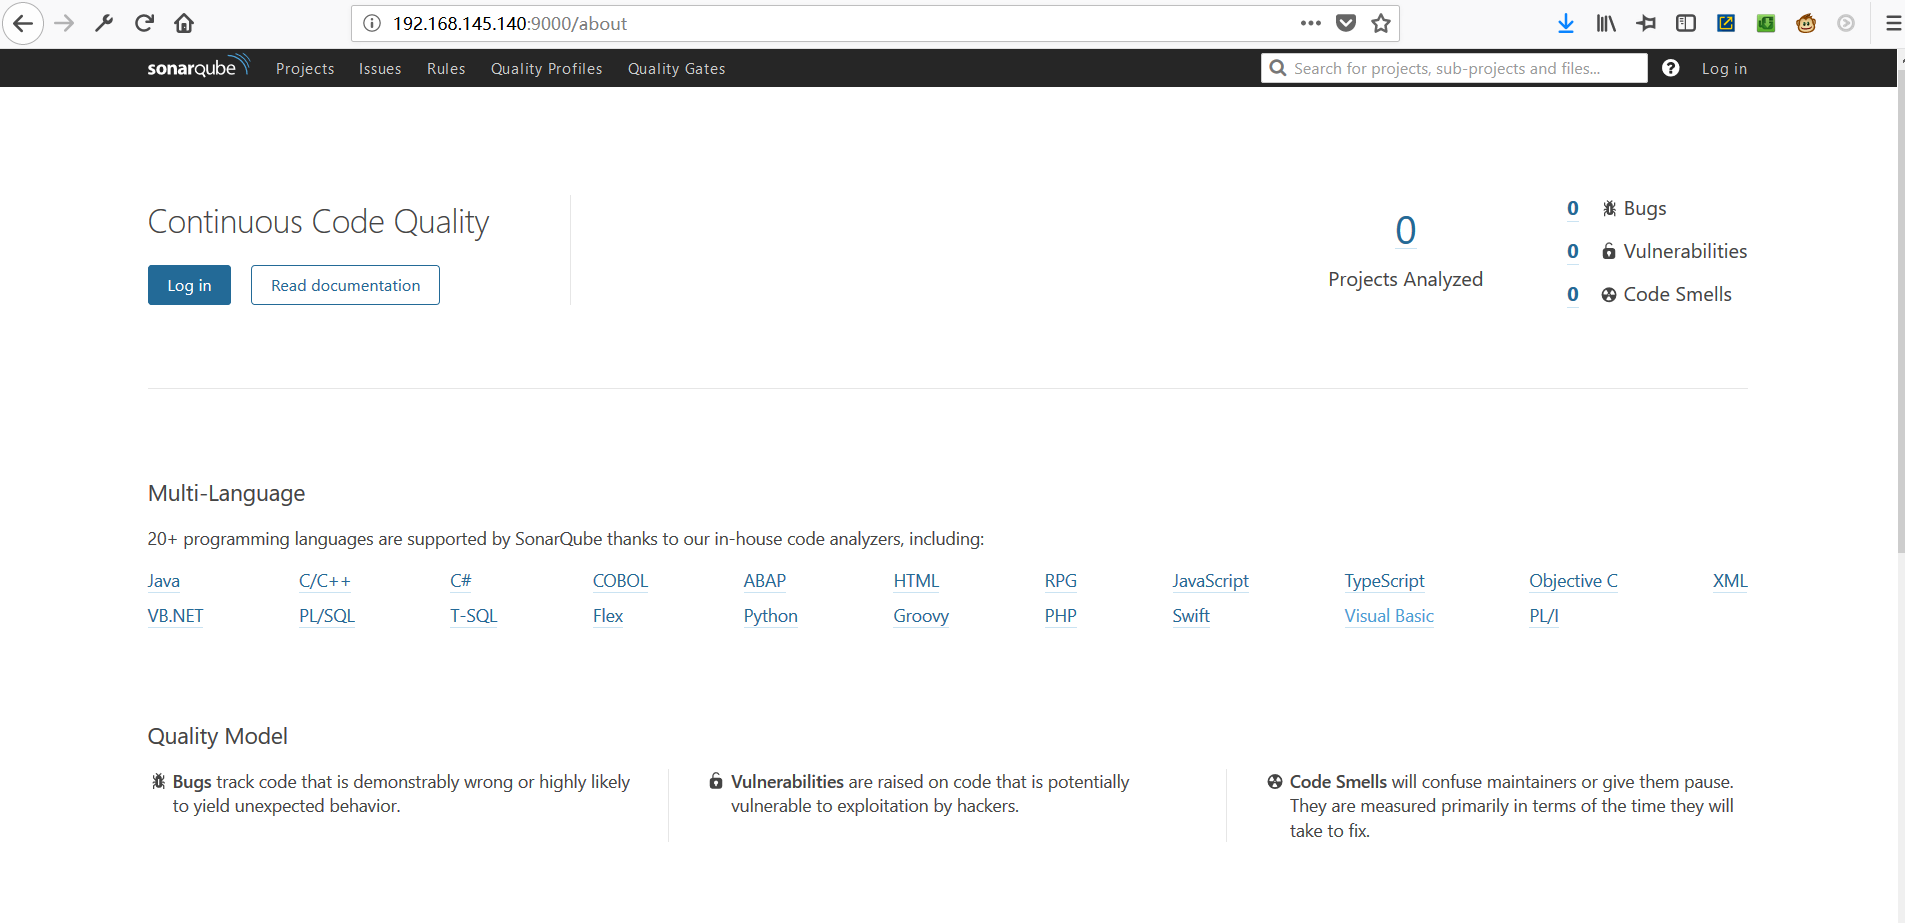 192.168.145.140:9000/about
sonarqube Projects Issues Rules Quality Profiles Quality Gates Search for projects, sub-projects and files... Log in
Continuous Code Quality
Log in Read documentation
0
Projects Analyzed
0 Bugs
0 Vulnerabilities
0 Code Smells
Multi-Language
20+ programming languages are supported by SonarQube thanks to our in-house code analyzers, including:
Java C/C++ C# COBOL ABAP HTML RPG JavaScript TypeScript Objective C XML
VB.NET PL/SQL T-SQL Flex Python Groovy PHP Swift Visual Basic PL/I
Quality Model
Bugs track code that is demonstrably wrong or highly likely
to yield unexpected behavior.
Vulnerabilities are raised on code that is potentially
vulnerable to exploitation by hackers.
Code Smells will confuse maintainers or give them pause.
They are measured primarily in terms of the time they will
take to fix.